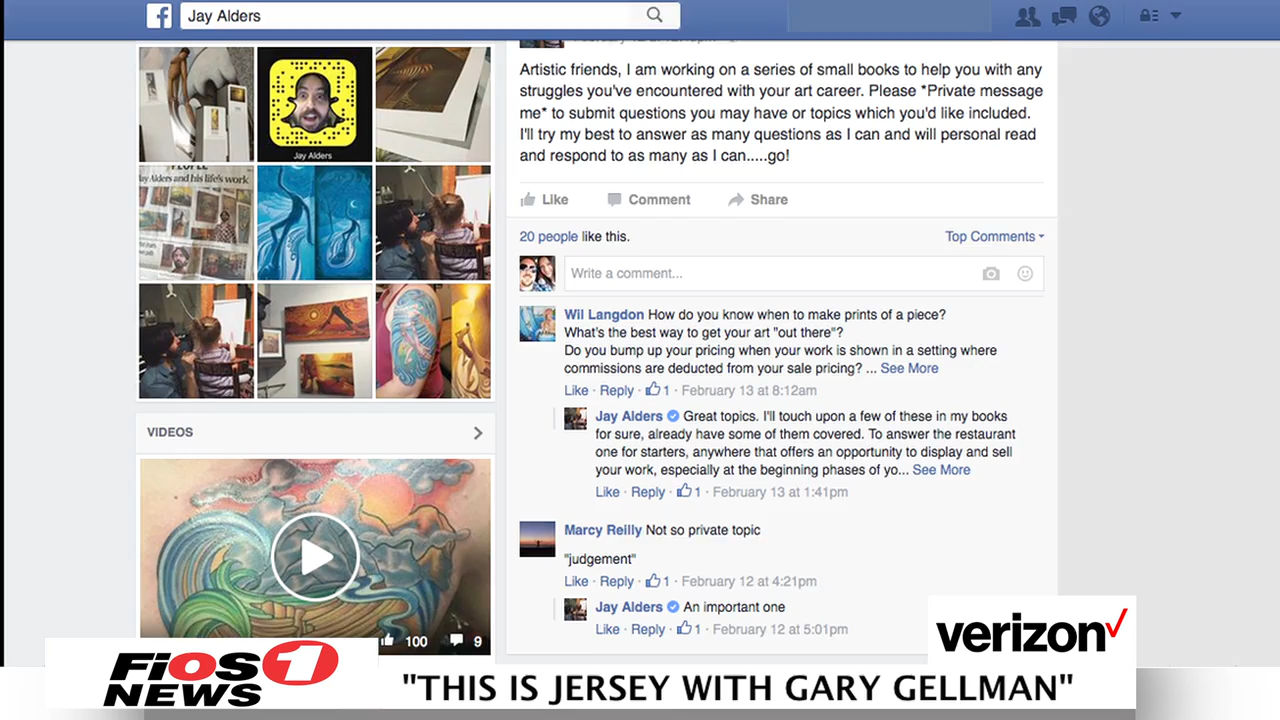 Jay Alders
Jay Alders
PEOPLE
Jay Alders and his life's work
VIDEOS
100
9
Artistic friends, I am working on a series of small books to help you with any
struggles you've encountered with your art career. Please *Private message
me* to submit questions you may have or topics which you'd like included.
I'll try my best to answer as many questions as I can and will personal read
and respond to as many as I can.....go!
Like Comment Share
20 people like this. Top Comments
Write a comment...
Wil Langdon How do you know when to make prints of a piece?
What's the best way to get your art "out there"?
Do you bump up your pricing when your work is shown in a setting where
commissions are deducted from your sale pricing? ... See More
Like · Reply · 1 · February 13 at 8:12am
Jay Alders Great topics. I'll touch upon a few of these in my books
for sure, already have some of them covered. To answer the restaurant
one for starters, anywhere that offers an opportunity to display and sell
your work, especially at the beginning phases of yo... See More
Like · Reply · 1 · February 13 at 1:41pm
Marcy Reilly Not so private topic
"judgement"
Like · Reply · 1 · February 12 at 4:21pm
Jay Alders An important one
Like · Reply · 1 · February 12 at 5:01pm
verizon
FiOS 1
NEWS
"THIS IS JERSEY WITH GARY GELLMAN"